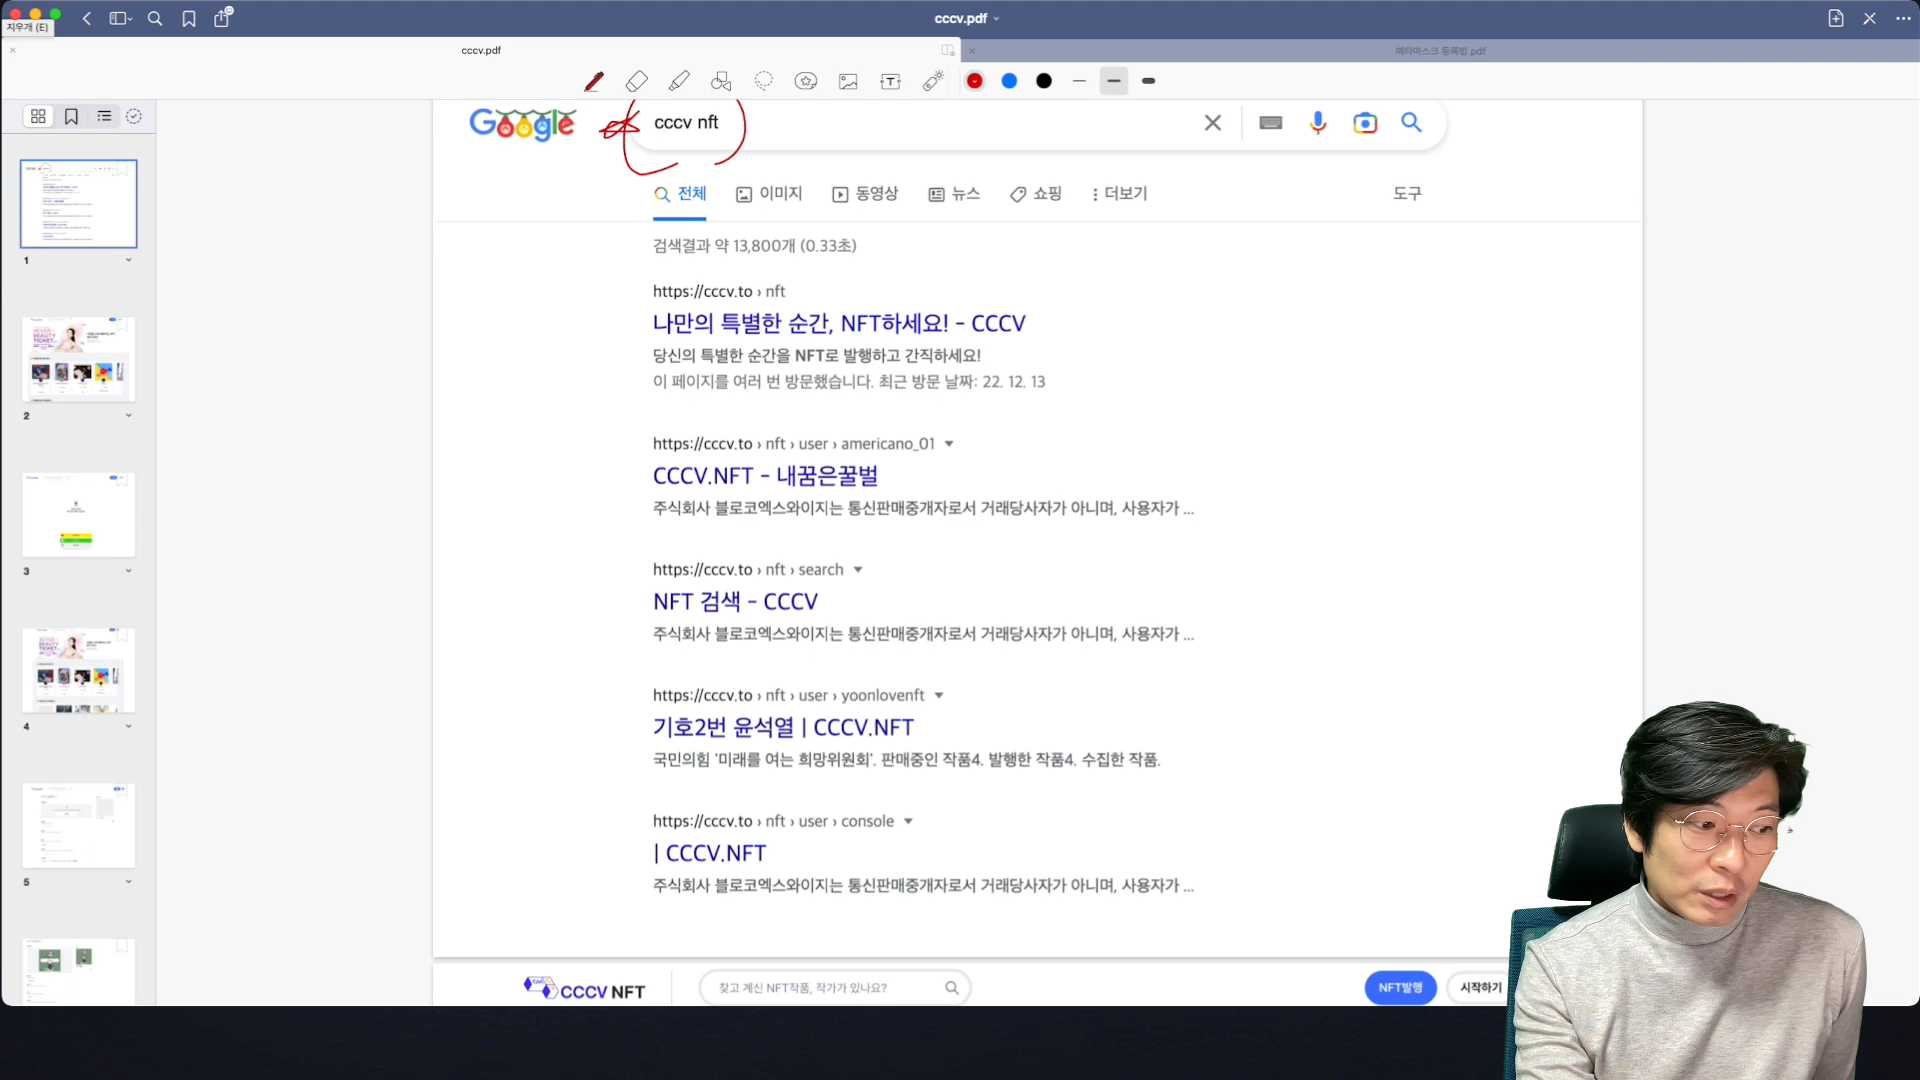 지우개 (E)
cccv.pdf
cccv.pdf
메타마스크 등록법.pdf
Google
cccv nft
전체
이미지
동영상
뉴스
쇼핑
더보기
도구
검색결과 약 13,800개 (0.33초)
https://cccv.to › nft
나만의 특별한 순간, NFT하세요! - CCCV
당신의 특별한 순간을 NFT로 발행하고 간직하세요!
이 페이지를 여러 번 방문했습니다. 최근 방문 날짜: 22. 12. 13
https://cccv.to › nft › user › americano_01
CCCV.NFT - 내꿈은꿀벌
주식회사 블로코엑스와이지는 통신판매중개자로서 거래당사자가 아니며, 사용자가 ...
https://cccv.to › nft › search
NFT 검색 - CCCV
주식회사 블로코엑스와이지는 통신판매중개자로서 거래당사자가 아니며, 사용자가 ...
https://cccv.to › nft › user › yoonlovenft
기호2번 윤석열 | CCCV.NFT
국민의힘 '미래를 여는 희망위원회'. 판매중인 작품4. 발행한 작품4. 수집한 작품.
https://cccv.to › nft › user › console
| CCCV.NFT
주식회사 블로코엑스와이지는 통신판매중개자로서 거래당사자가 아니며, 사용자가 ...
CCCV NFT
찾고 계신 NFT작품, 작가가 있나요?
NFT발행
시작하기
1
2
3
4
5